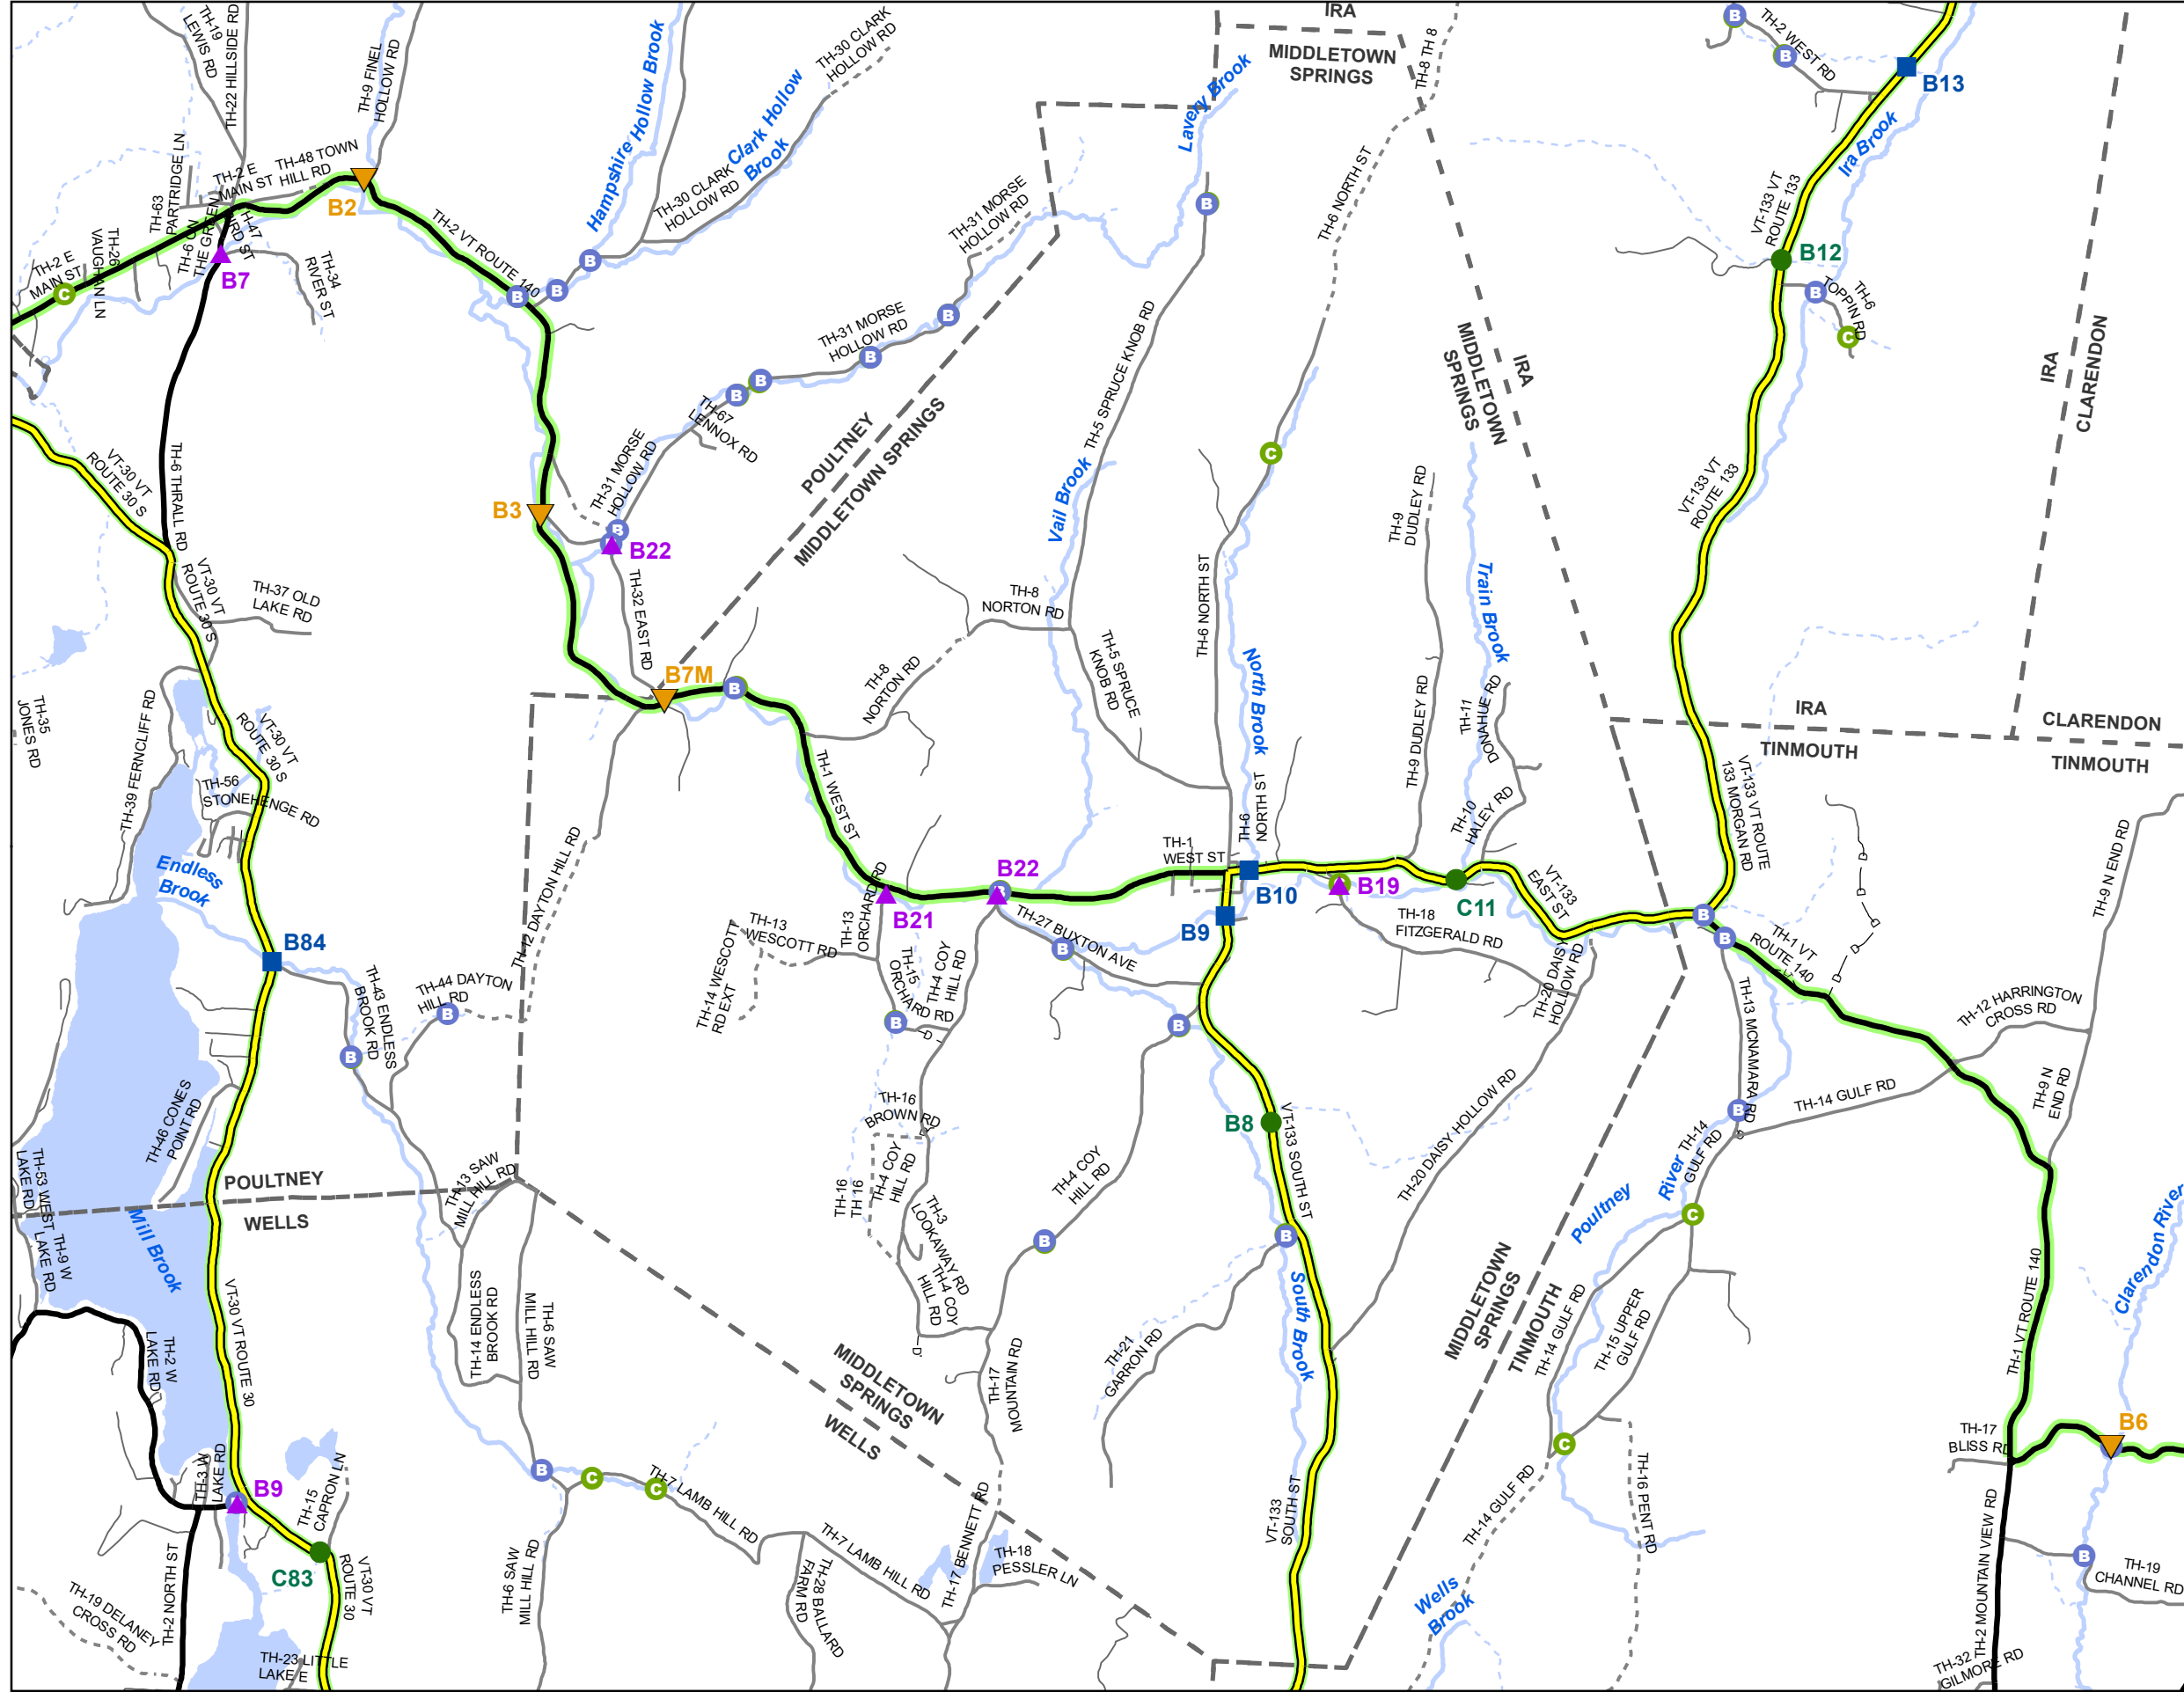 IRA
MIDDLETOWN
SPRINGS
TH-19
LEWIS RD
TH-22 HILLSIDE RD
TH-9 FINEL
HOLLOW RD
Hampshire Hollow Brook
Clark Hollow
Brook
TH-30 CLARK
HOLLOW RD
TH-30 CLARK
HOLLOW RD
Lavery Brook
TH-8 TH 8
B
TH-2 WEST RD
B
B13
Ira Brook
TH-63
PARTRIDGE LN
TH-2 E
MAIN ST
TH-48 TOWN
HILL RD
B2
TH-2 VT ROUTE 140
TH-31 MORSE
HOLLOW RD
B
TH-6 NORTH ST
VT-133 VT
ROUTE 133
B12
TH-26
VAUGHAN LN
TH-6 ON
THE GREEN
B7
TH-34
RIVER ST
TH-2 E
MAIN ST
C
B
B
B
B
TH-6
TOPPIN RD
C
TH-31 MORSE
HOLLOW RD
B
B
B
B
TH-67
LENNOX RD
POULTNEY
MIDDLETOWN SPRINGS
TH-5 SPRUCE KNOB RD
MIDDLETOWN
SPRINGS
IRA
IRA
CLARENDON
VT-30 VT
ROUTE 30 S
TH-6 THRALL RD
B3
TH-31 MORSE
HOLLOW RD
B
B22
Vail Brook
C
TH-9
DUDLEY RD
VT-133 VT
ROUTE 133
VT-30 VT
ROUTE 30 S
TH-37 OLD
LAKE RD
TH-32 EAST RD
TH-8
NORTON RD
TH-6 NORTH ST
Train Brook
B7M
B
TH-8
NORTON RD
TH-5 SPRUCE
KNOB RD
North Brook
TH-9 DUDLEY RD
TH-11
DONAHUE RD
IRA
TINMOUTH
CLARENDON
TINMOUTH
TH-35
JONES RD
TH-39 FERNCLIFF RD
VT-30 VT
ROUTE 30 S
TH-56
STONEHENGE RD
TH-1 WEST ST
TH-6
NORTH ST
TH-10
HALEY RD
VT-133 VT ROUTE
133 MORGAN RD
Endless
Brook
TH-12 DAYTON HILL RD
TH-1
WEST ST
TH-9 N END RD
B84
B21
B22
B
B10
B9
B19
C11
VT-133
EAST ST
B
B
TH-13
WESCOTT RD
TH-13
ORCHARD RD
TH-27 BUXTON AVE
B
TH-18
FITZGERALD RD
TH-1 VT
ROUTE 140
D
D
D
D
TH-14 WESCOTT
RD EXT
TH-15
ORCHARD RD
TH-4 COY
HILL RD
TH-20 DAISY
HOLLOW RD
TH-43 ENDLESS
BROOK RD
TH-44 DAYTON
HILL RD
B
B
B
D
B
TH-13 MCNAMARA RD
TH-12 HARRINGTON
CROSS RD
TH-46 CONES
POINT RD
TH-16
BROWN RD
B8
TH-20 DAISY HOLLOW RD
B
TH-14 GULF RD
TH-9 N
END RD
TH-53 WEST
LAKE RD
POULTNEY
WELLS
TH-13 SAW
MILL HILL RD
TH-16
TH 16
TH-4 COY
HILL RD
TH-4 COY
HILL RD
VT-133 SOUTH ST
Poultney
River
TH-14
GULF RD
S
C
TH-9 W
LAKE RD
Mill Brook
TH-3
LOOKAWAY RD
TH-4 COY
HILL RD
B
B
Clarendon River
VT-30 VT ROUTE 30
TH-2 W
LAKE RD
TH-14 ENDLESS
BROOK RD
TH-6 SAW
MILL HILL RD
D
MIDDLETOWN
SPRINGS
WELLS
TH-17
MOUNTAIN RD
TH-21
GARRON RD
South Brook
MIDDLETOWN
SPRINGS
TINMOUTH
TH-14 GULF RD
TH-15 UPPER
GULF RD
TH-1 VT ROUTE 140
TH-3 W
LAKE RD
B9
TH-15
CAPRON LN
B
C
C
TH-7 LAMB HILL RD
C
TH-17
BLISS RD
B6
C83
VT-30 VT
ROUTE 30
TH-2 NORTH ST
TH-19 DELANEY
CROSS RD
TH-23 LITTLE
LAKE E
TH-6 SAW
MILL HILL RD
TH-28 BALLARD
FARM RD
TH-7 LAMB HILL RD
TH-17 BENNETT RD
TH-18
PESSLER LN
VT-133
SOUTH ST
TH-14 GULF RD
TH-16 PENT RD
Wells
Brook
TH-2 MOUNTAIN VIEW RD
B
TH-19
CHANNEL RD
TH-32
GILMORE RD